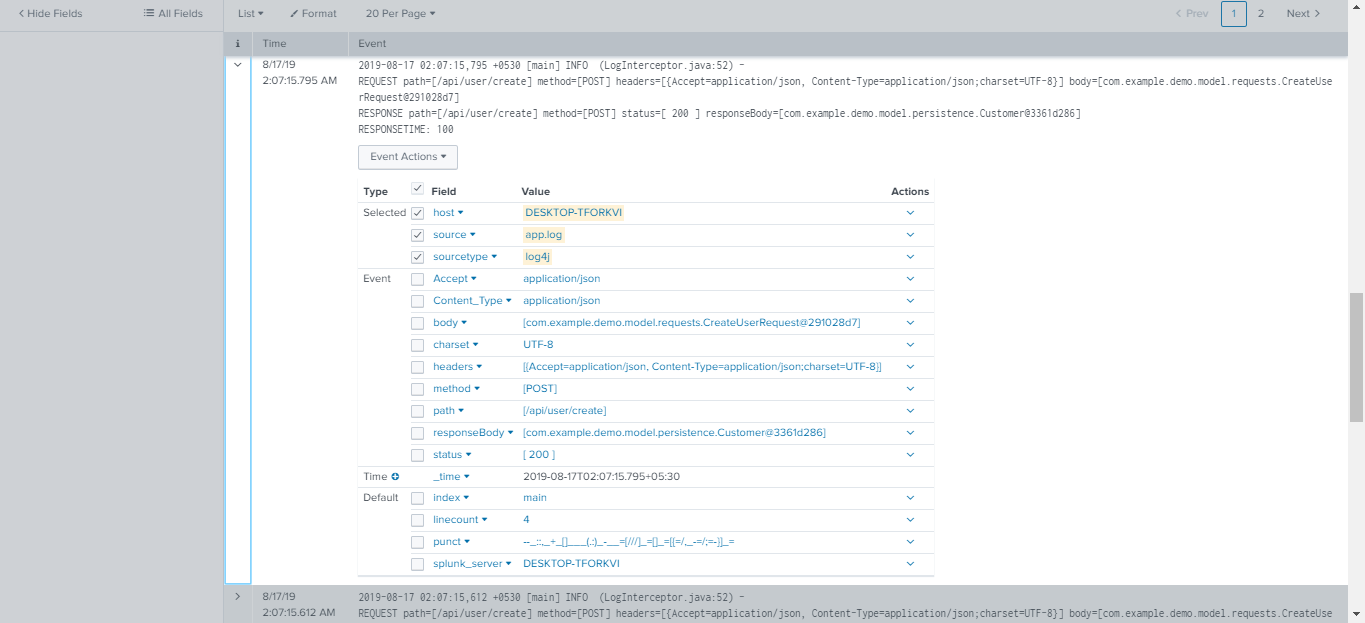 Hide Fields All Fields List Format 20 Per Page Prev 1 2 Next
i Time Event
8/17/19 2019-08-17 02:07:15,795 +0530 [main] INFO (LogInterceptor.java:52) -
2:07:15.795 AM REQUEST path=[/api/user/create] method=[POST] headers=[{Accept=application/json, Content-Type=application/json;charset=UTF-8}] body=[com.example.demo.model.requests.CreateUse
rRequest@291028d7]
RESPONSE path=[/api/user/create] method=[POST] status=[ 200 ] responseBody=[com.example.demo.model.persistence.Customer@3361d286]
RESPONSETIME: 100
Event Actions
Type Field Value Actions
Selected host DESKTOP-TFORKVI
source app.log
sourcetype log4j
Event Accept application/json
Content_Type application/json
body [com.example.demo.model.requests.CreateUserRequest@291028d7]
charset UTF-8
headers [{Accept=application/json, Content-Type=application/json;charset=UTF-8}]
method [POST]
path [/api/user/create]
responseBody [com.example.demo.model.persistence.Customer@3361d286]
status [ 200 ]
Time _time 2019-08-17T02:07:15.795+05:30
Default index main
linecount 4
punct
splunk_server DESKTOP-TFORKVI
8/17/19 2019-08-17 02:07:15,612 +0530 [main] INFO (LogInterceptor.java:52) -
2:07:15.612 AM REQUEST path=[/api/user/create] method=[POST] headers=[{Accept=application/json, Content-Type=application/json;charset=UTF-8}] body=[com.example.demo.model.requests.CreateUse